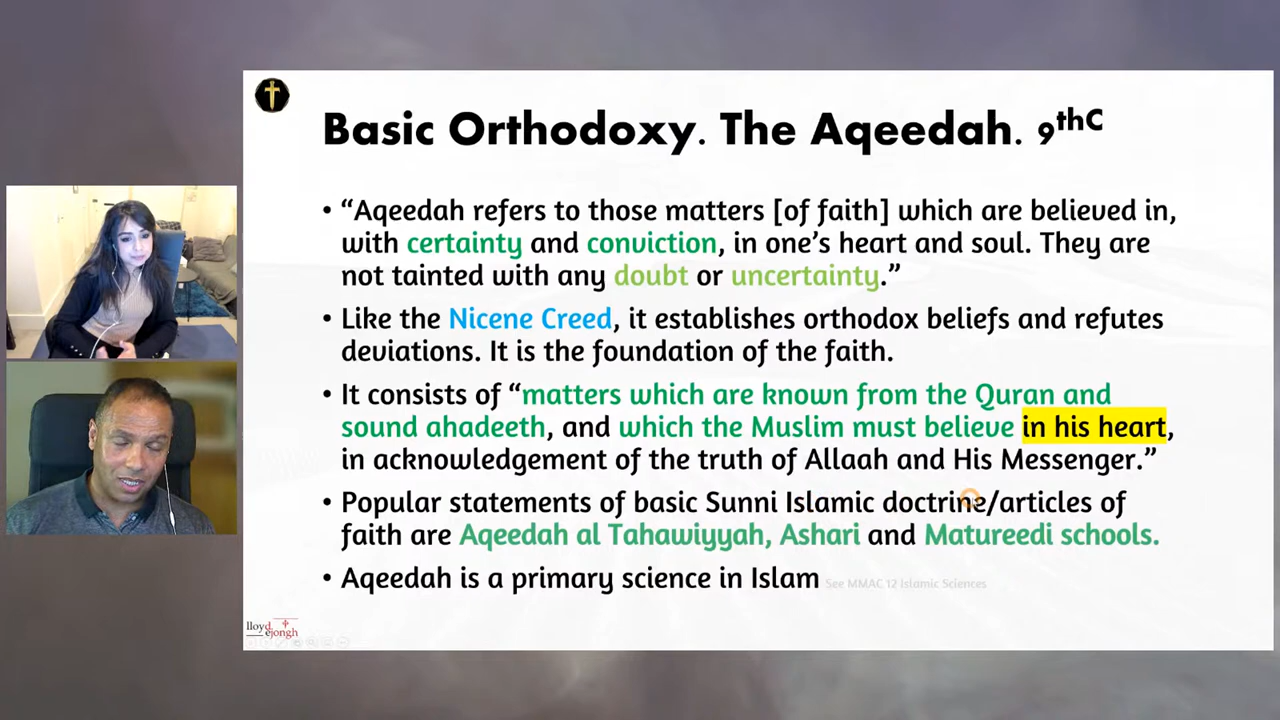 Basic Orthodoxy. The Aqeedah. 9thC
• “Aqeedah refers to those matters [of faith] which are believed in,
with certainty and conviction, in one’s heart and soul. They are
not tainted with any doubt or uncertainty.”
• Like the Nicene Creed, it establishes orthodox beliefs and refutes
deviations. It is the foundation of the faith.
• It consists of “matters which are known from the Quran and
sound ahadeeth, and which the Muslim must believe in his heart,
in acknowledgement of the truth of Allaah and His Messenger.”
• Popular statements of basic Sunni Islamic doctrine/articles of
faith are Aqeedah al Tahawiyyah, Ashari and Matureedi schools.
• Aqeedah is a primary science in Islam See MMAC 12 Islamic Sciences
lloyd
ejongh